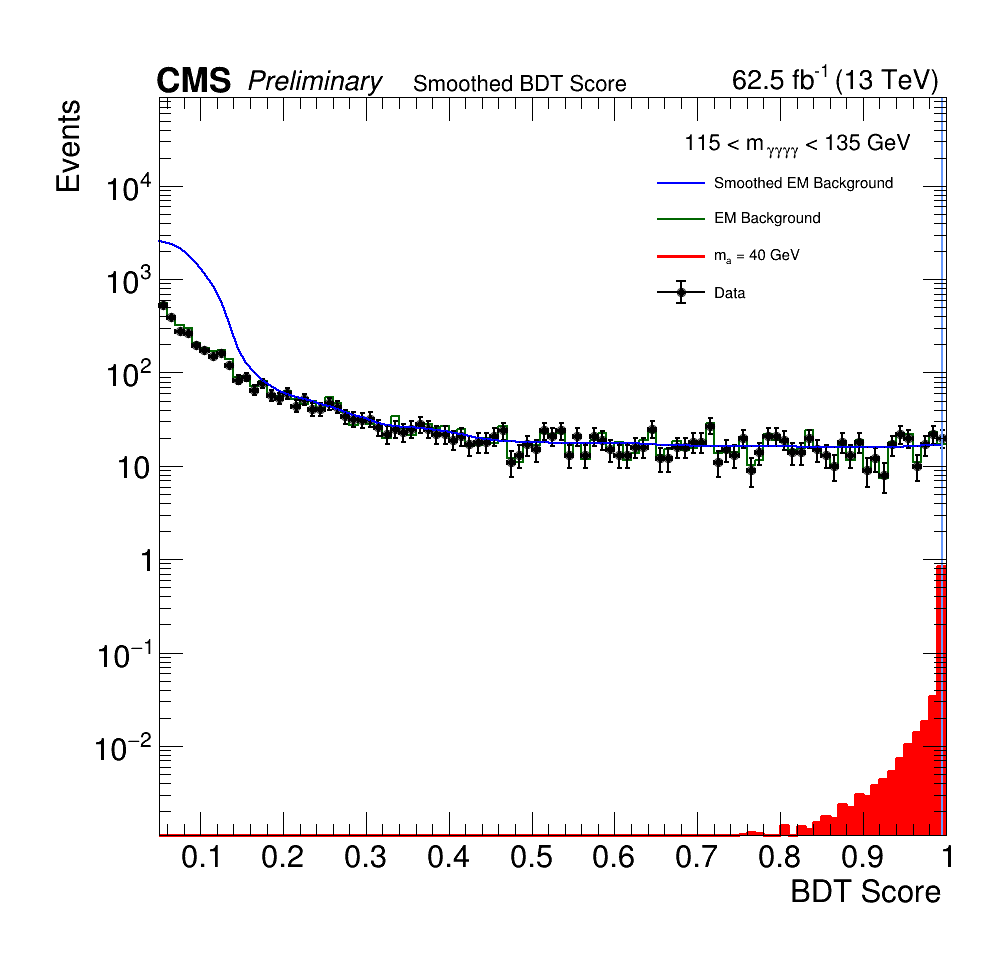 CMS Preliminary Smoothed BDT Score 62.5 fb⁻¹ (13 TeV)
Events
115 < m γγγγ < 135 GeV
Smoothed EM Background
EM Background
mₐ = 40 GeV
Data
10⁴
10³
10²
10
1
10⁻¹
10⁻²
0.1 0.2 0.3 0.4 0.5 0.6 0.7 0.8 0.9 1
BDT Score